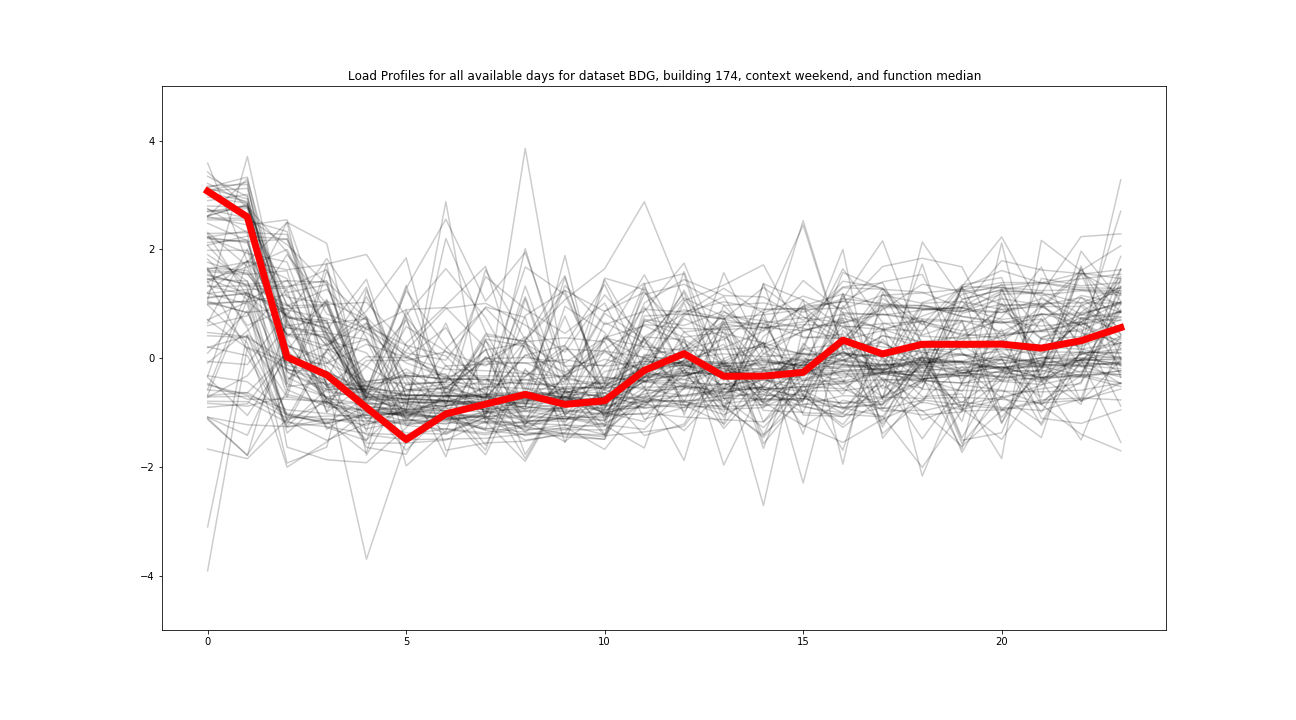 Load Profiles for all available days for dataset BDG, building 174, context weekend, and function median
4
2
0
−2
−4
0 5 10 15 20